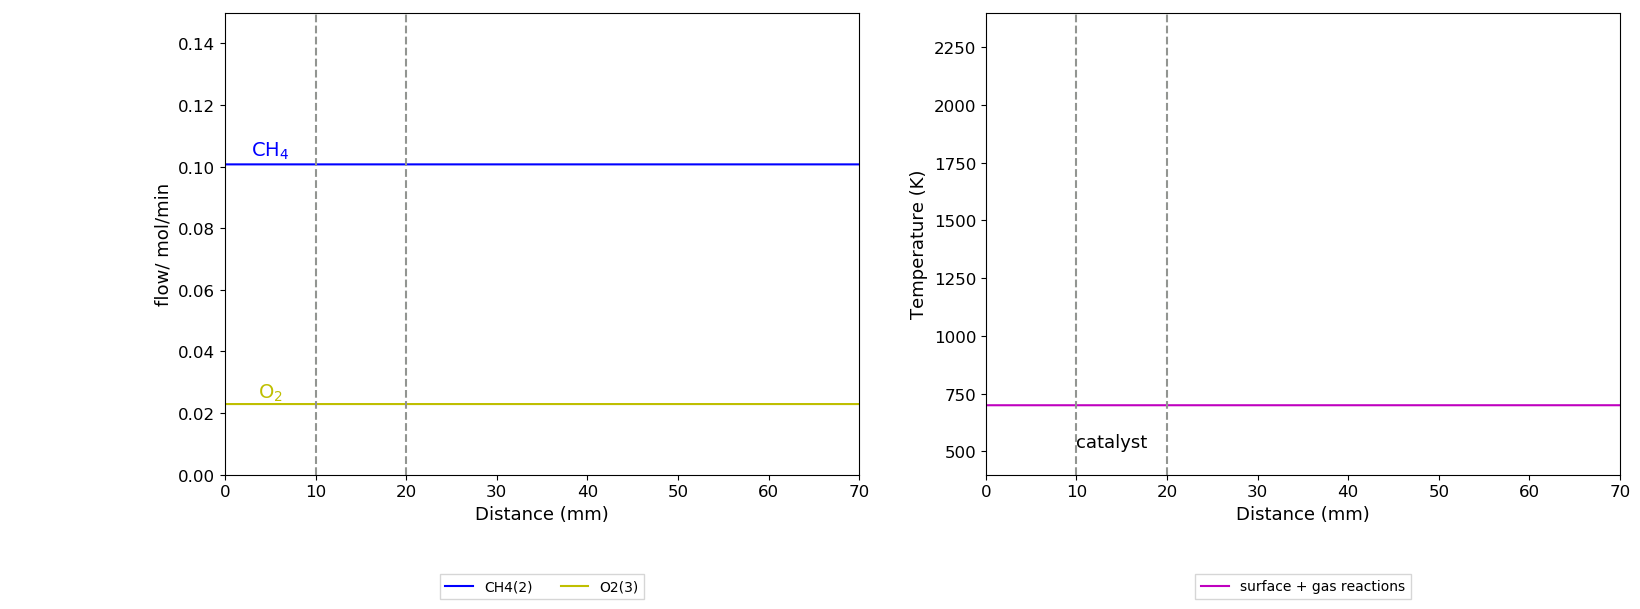 0.14
0.12
0.10
0.08
0.06
0.04
0.02
0.00
flow/ mol/min
CH₄
O₂
0 10 20 30 40 50 60 70
Distance (mm)
CH4(2) O2(3)
2250
2000
1750
1500
1250
1000
750
500
Temperature (K)
catalyst
0 10 20 30 40 50 60 70
Distance (mm)
surface + gas reactions